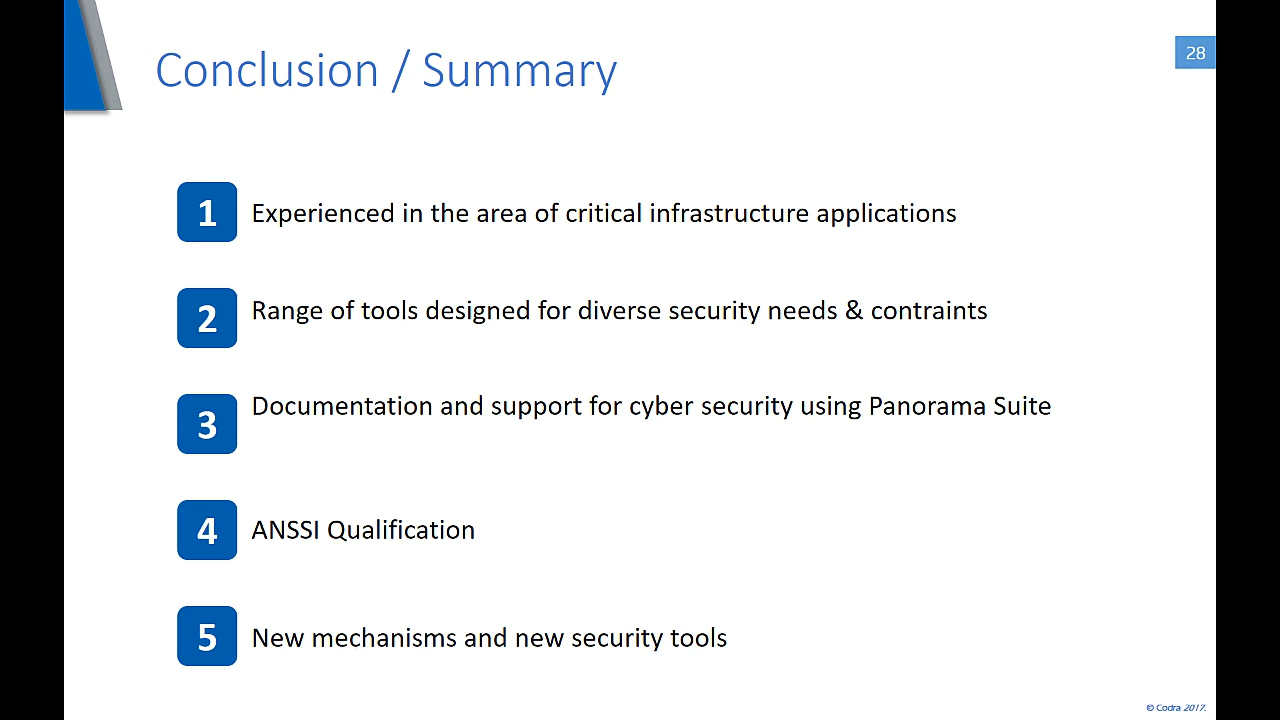 Conclusion / Summary
28
1 Experienced in the area of critical infrastructure applications
2 Range of tools designed for diverse security needs & contraints
3 Documentation and support for cyber security using Panorama Suite
4 ANSSI Qualification
5 New mechanisms and new security tools
© Codra 2017.